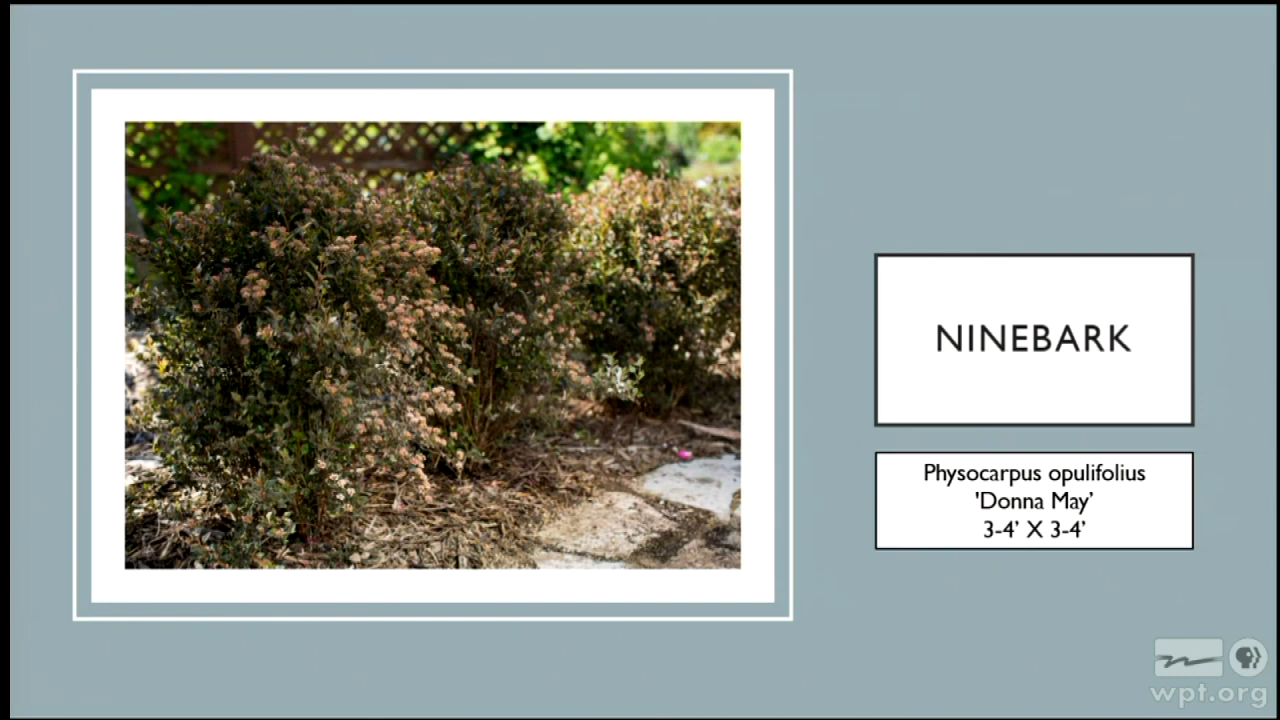 NINEBARK
Physocarpus opulifolius
'Donna May’
3-4’ X 3-4’
wpt.org